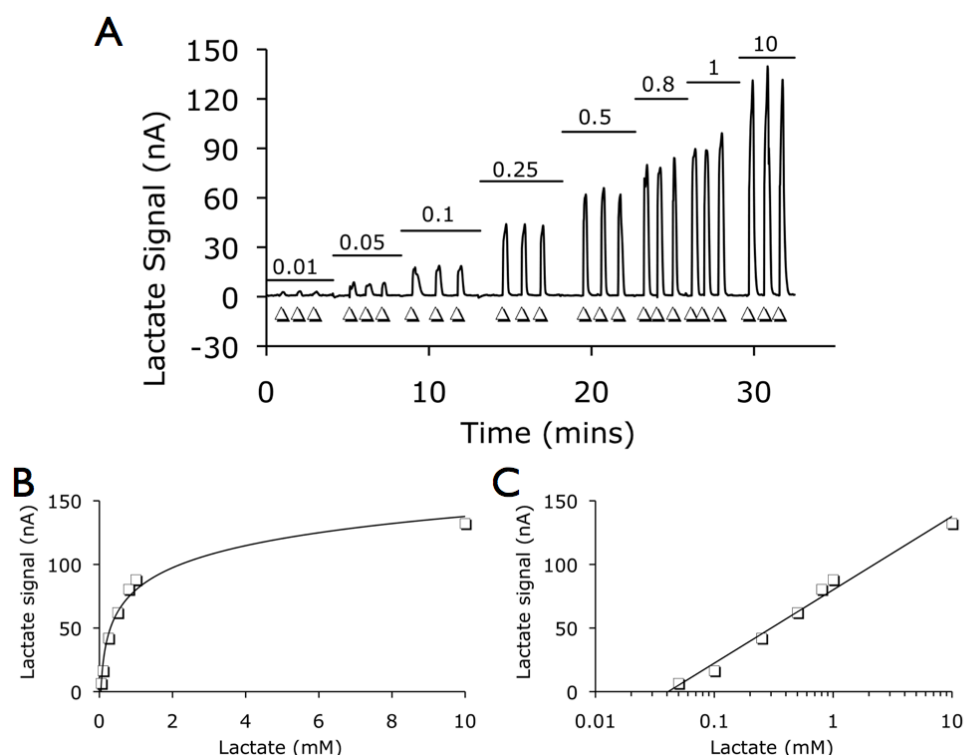 A
150
120
90
60
30
0
-30
Lactate Signal (nA)
0.01
0.05
0.1
0.25
0.5
0.8
1
10
0 10 20 30
Time (mins)
B
150
100
50
0
Lactate signal (nA)
0 2 4 6 8 10
Lactate (mM)
C
150
100
50
0
Lactate signal (nA)
0.01 0.1 1 10
Lactate (mM)